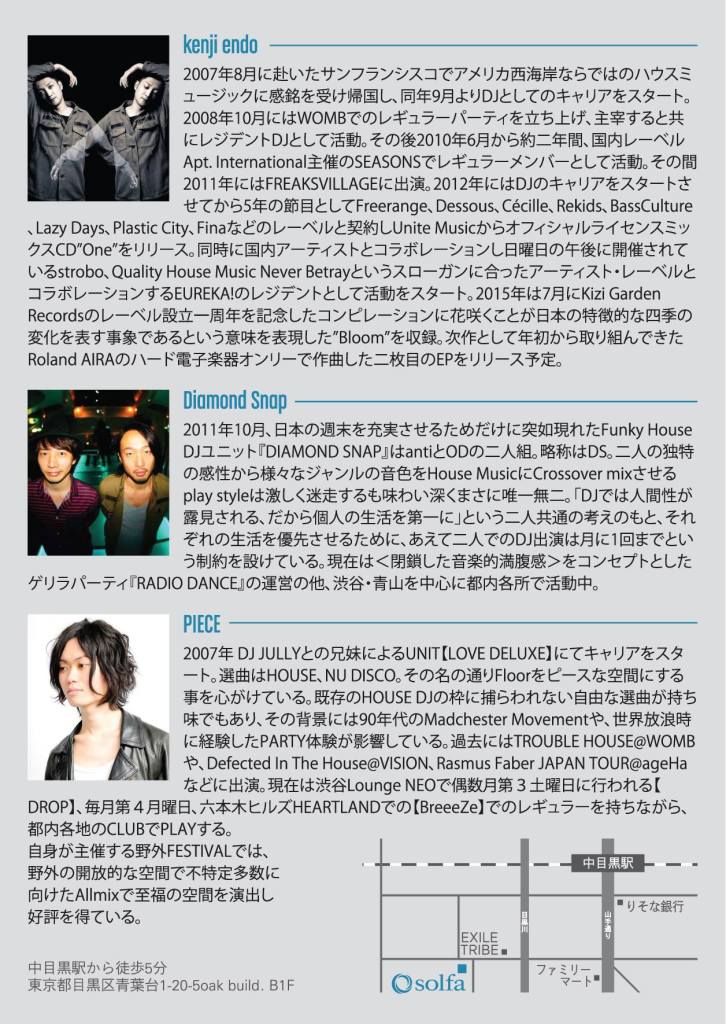 kenji endo
2007年8月に赴いたサンフランシスコでアメリカ西海岸ならではのハウスミ
ュージックに感銘を受け帰国し、同年9月よりDJとしてのキャリアをスタート。
2008年10月にはWOMBでのレギュラーパーティを立ち上げ、主宰すると共
にレジデントDJとして活動。その後2010年6月から約二年間、国内レーベル
Apt. International主催のSEASONSでレギュラーメンバーとして活動。その間
2011年にはFREAKSVILLAGEに出演。2012年にはDJのキャリアをスタートさ
せてから5年の節目としてFreerange、Dessous、Cécille、Rekids、BassCulture
、Lazy Days、Plastic City、Finaなどのレーベルと契約しUnite Musicからオフィシャルライセンスミッ
クスCD”One”をリリース。同時に国内アーティストとコラボレーションし日曜日の午後に開催されて
いるstrobo、Quality House Music Never Betrayというスローガンに合ったアーティスト・レーベルと
コラボレーションするEUREKA!のレジデントとして活動をスタート。2015年は7月にKizi Garden
Recordsのレーベル設立一周年を記念したコンピレーションに花咲くことが日本の特徴的な四季の
変化を表す事象であるという意味を表現した”Bloom”を収録。次作として年初から取り組んできた
Roland AIRAのハード電子楽器オンリーで作曲した二枚目のEPをリリース予定。
Diamond Snap
2011年10月、日本の週末を充実させるためだけに突如現れたFunky House
DJユニット『DIAMOND SNAP』はantiとODの二人組。略称はDS。二人の独特
の感性から様々なジャンルの音色をHouse MusicにCrossover mixさせる
play styleは激しく迷走するも味わい深くまさに唯一無二。「DJでは人間性が
露見される、だから個人の生活を第一に」という二人共通の考えのもと、それ
ぞれの生活を優先させるために、あえて二人でのDJ出演は月に1回までとい
う制約を設けている。現在は＜閉鎖した音楽的満腹感＞をコンセプトとした
ゲリラパーティ『RADIO DANCE』の運営の他、渋谷・青山を中心に都内各所で活動中。
PIECE
2007年 DJ JULLYとの兄妹によるUNIT【LOVE DELUXE】にてキャリアをスタ
ート。選曲はHOUSE、NU DISCO。その名の通りFloorをピースな空間にする
事を心がけている。既存のHOUSE DJの枠に捕らわれない自由な選曲が持ち
味でもあり、その背景には90年代のMadchester Movementや、世界放浪時
に経験したPARTY体験が影響している。過去にはTROUBLE HOUSE@WOMB
や、Defected In The House@VISION、Rasmus Faber JAPAN TOUR@ageHa
などに出演。現在は渋谷Lounge NEOで偶数月第３土曜日に行われる【
DROP】、毎月第４月曜日、六本木ヒルズHEARTLANDでの【BreeeZe】でのレギュラーを持ちながら、
都内各地のCLUBでPLAYする。
自身が主催する野外FESTIVALでは、
野外の開放的な空間で不特定多数に
向けたAllmixで至福の空間を演出し
好評を得ている。
中目黒駅
りそな銀行
目黒川
山手通り
EXILE
TRIBE
ファミリー
マート
solfa
中目黒駅から徒歩5分
東京都目黒区青葉台1-20-5oak build. B1F